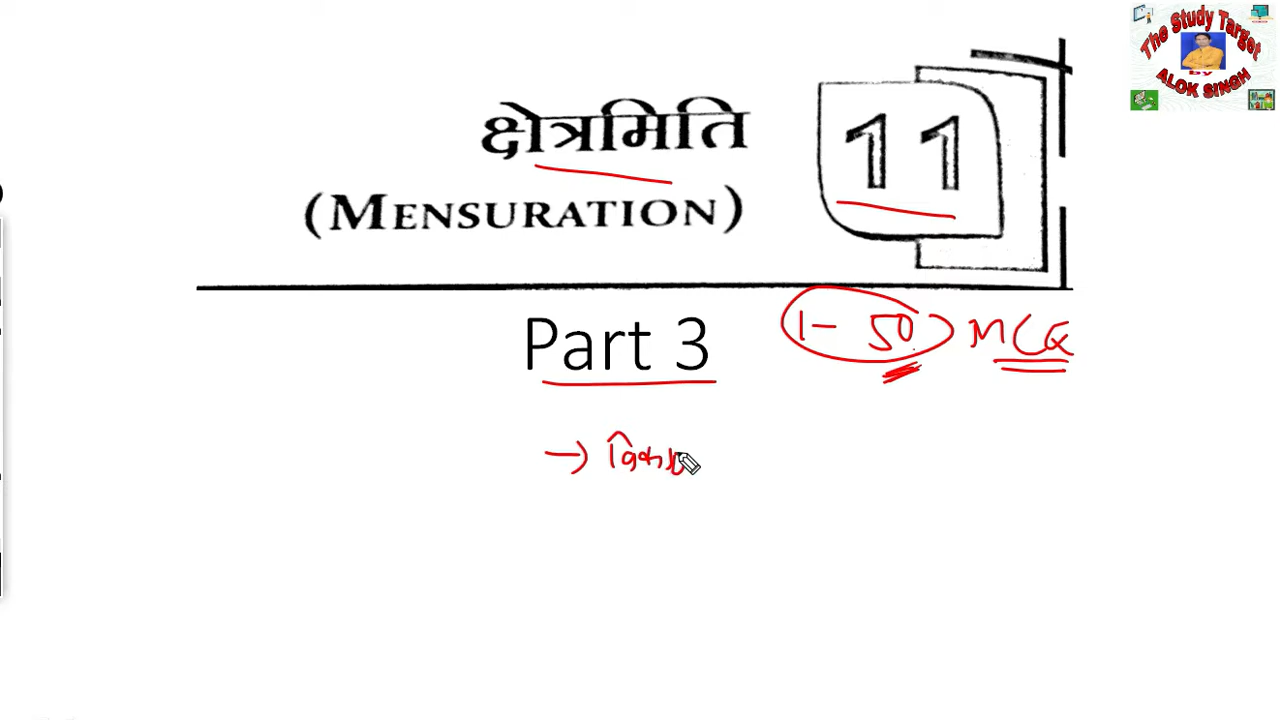 The Study Target
BY
ALOK SINGH
क्षेत्रमिति
11
(MENSURATION)
Part 3
1- 50 MCQ
→